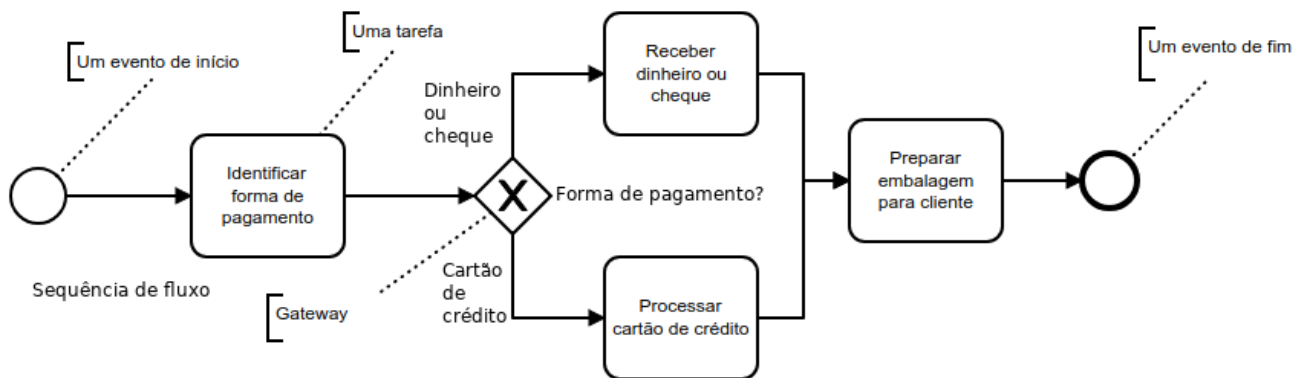 Um evento de início
Uma tarefa
Um evento de fim
Identificar
forma de
pagamento
Dinheiro
ou
cheque
Receber
dinheiro ou
cheque
Forma de pagamento?
Preparar
embalagem
para cliente
Sequência de fluxo
Gateway
Cartão
de
crédito
Processar
cartão de crédito